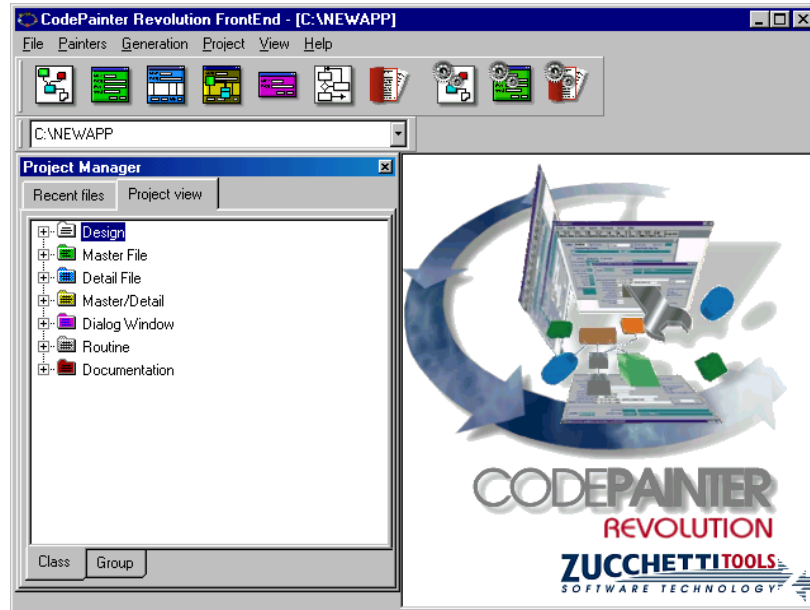 CodePainter Revolution FrontEnd - [C:\NEWAPP]
File Painters Generation Project View Help
C:\NEWAPP
Project Manager
Recent files Project view
Design
Master File
Detail File
Master/Detail
Dialog Window
Routine
Documentation
Class Group
CODEPAINTER
REVOLUTION
ZUCCHETTITOOLS
SOFTWARE TECHNOLOGY